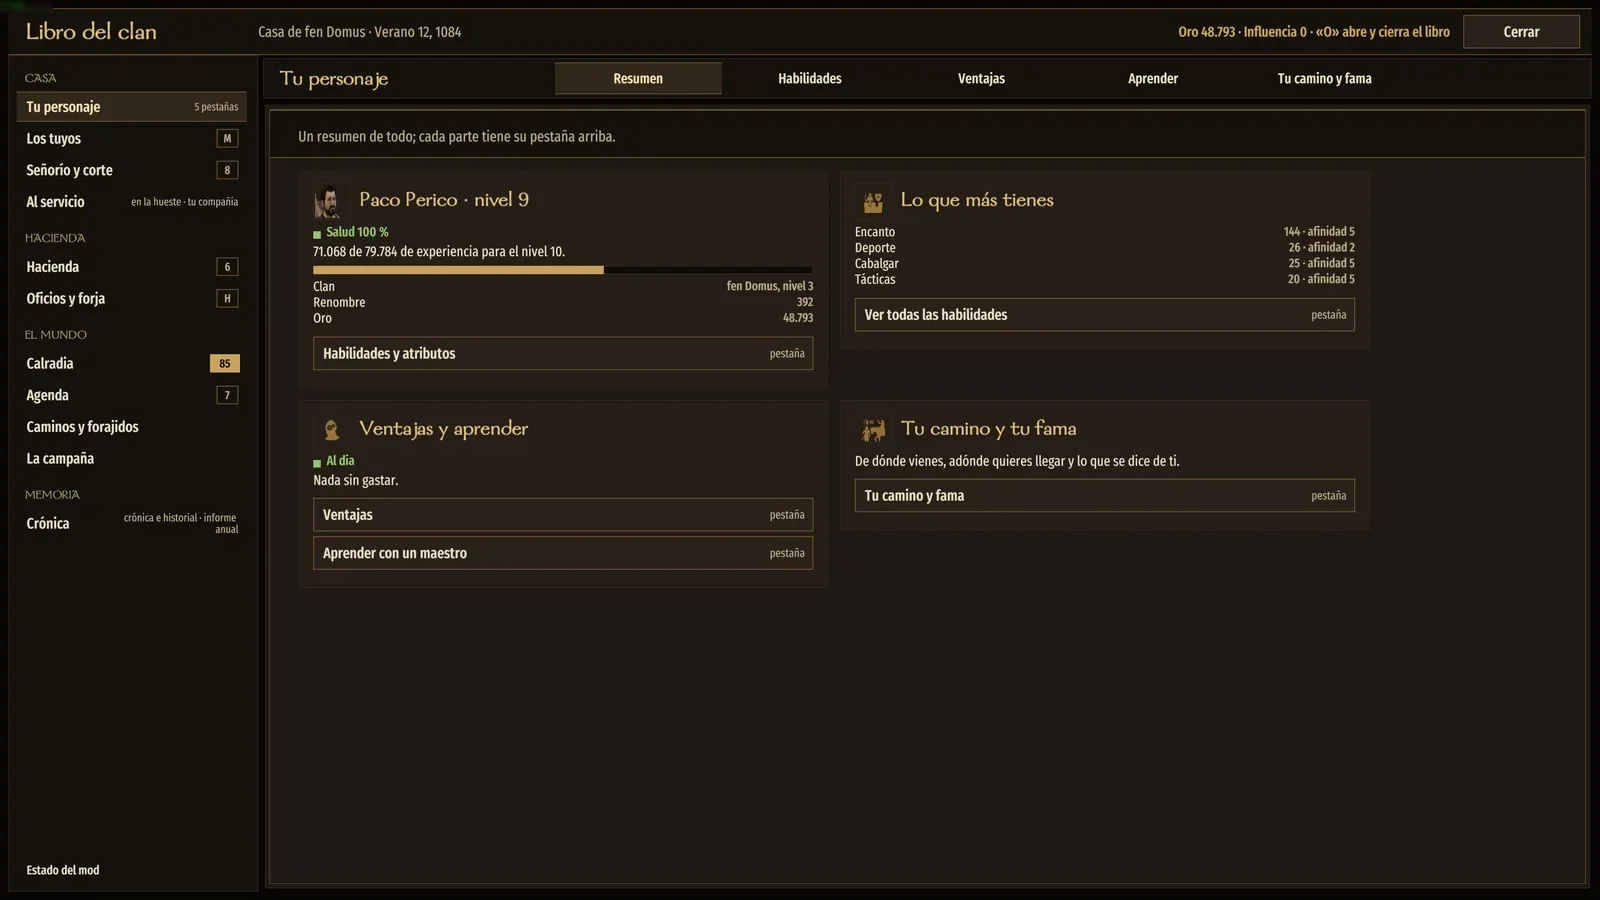 Libro del clan
Casa de fen Domus · Verano 12, 1084
Oro 48.793 · Influencia 0 · «O» abre y cierra el libro
Cerrar
CASA
Tu personaje 5 pestañas
Los tuyos M
Señorío y corte 8
Al servicio en la hueste · tu compañía
HACIENDA
Hacienda 6
Oficios y forja H
EL MUNDO
Calradia 85
Agenda 7
Caminos y forajidos
La campaña
MEMORIA
Crónica crónica e historial · informe
anual
Estado del mod
Tu personaje
Resumen
Habilidades
Ventajas
Aprender
Tu camino y fama
Un resumen de todo; cada parte tiene su pestaña arriba.
Paco Perico · nivel 9
Salud 100 %
71.068 de 79.784 de experiencia para el nivel 10.
Clan fen Domus, nivel 3
Renombre 392
Oro 48.793
Habilidades y atributos pestaña
Lo que más tienes
Encanto 144 · afinidad 5
Deporte 26 · afinidad 2
Cabalgar 25 · afinidad 5
Tácticas 20 · afinidad 5
Ver todas las habilidades pestaña
Ventajas y aprender
Al día
Nada sin gastar.
Ventajas pestaña
Aprender con un maestro pestaña
Tu camino y tu fama
De dónde vienes, adónde quieres llegar y lo que se dice de ti.
Tu camino y fama pestaña